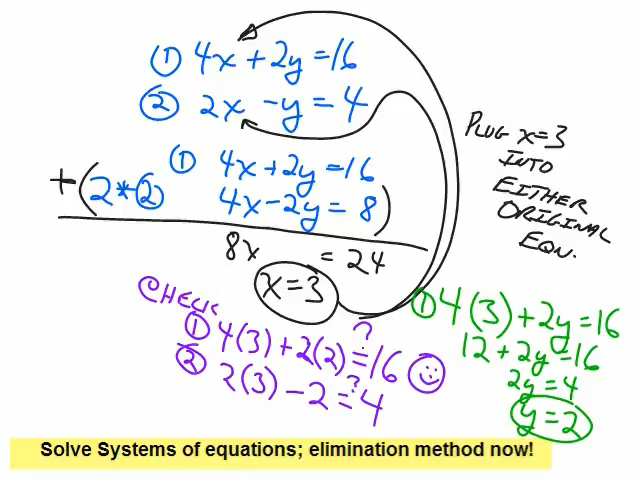 ① 4x + 2y = 16
② 2x - y = 4
① 4x + 2y = 16
+ (2 * ② 4x - 2y = 8)
8x = 24
x = 3
PLUG x = 3
INTO
EITHER
ORIGINAL
EQN.
① 4(3) + 2y = 16
12 + 2y = 16
2y = 4
y = 2
CHECK
① 4(3) + 2(2) =? 16
② 2(3) - 2 =? 4
Solve Systems of equations; elimination method now!